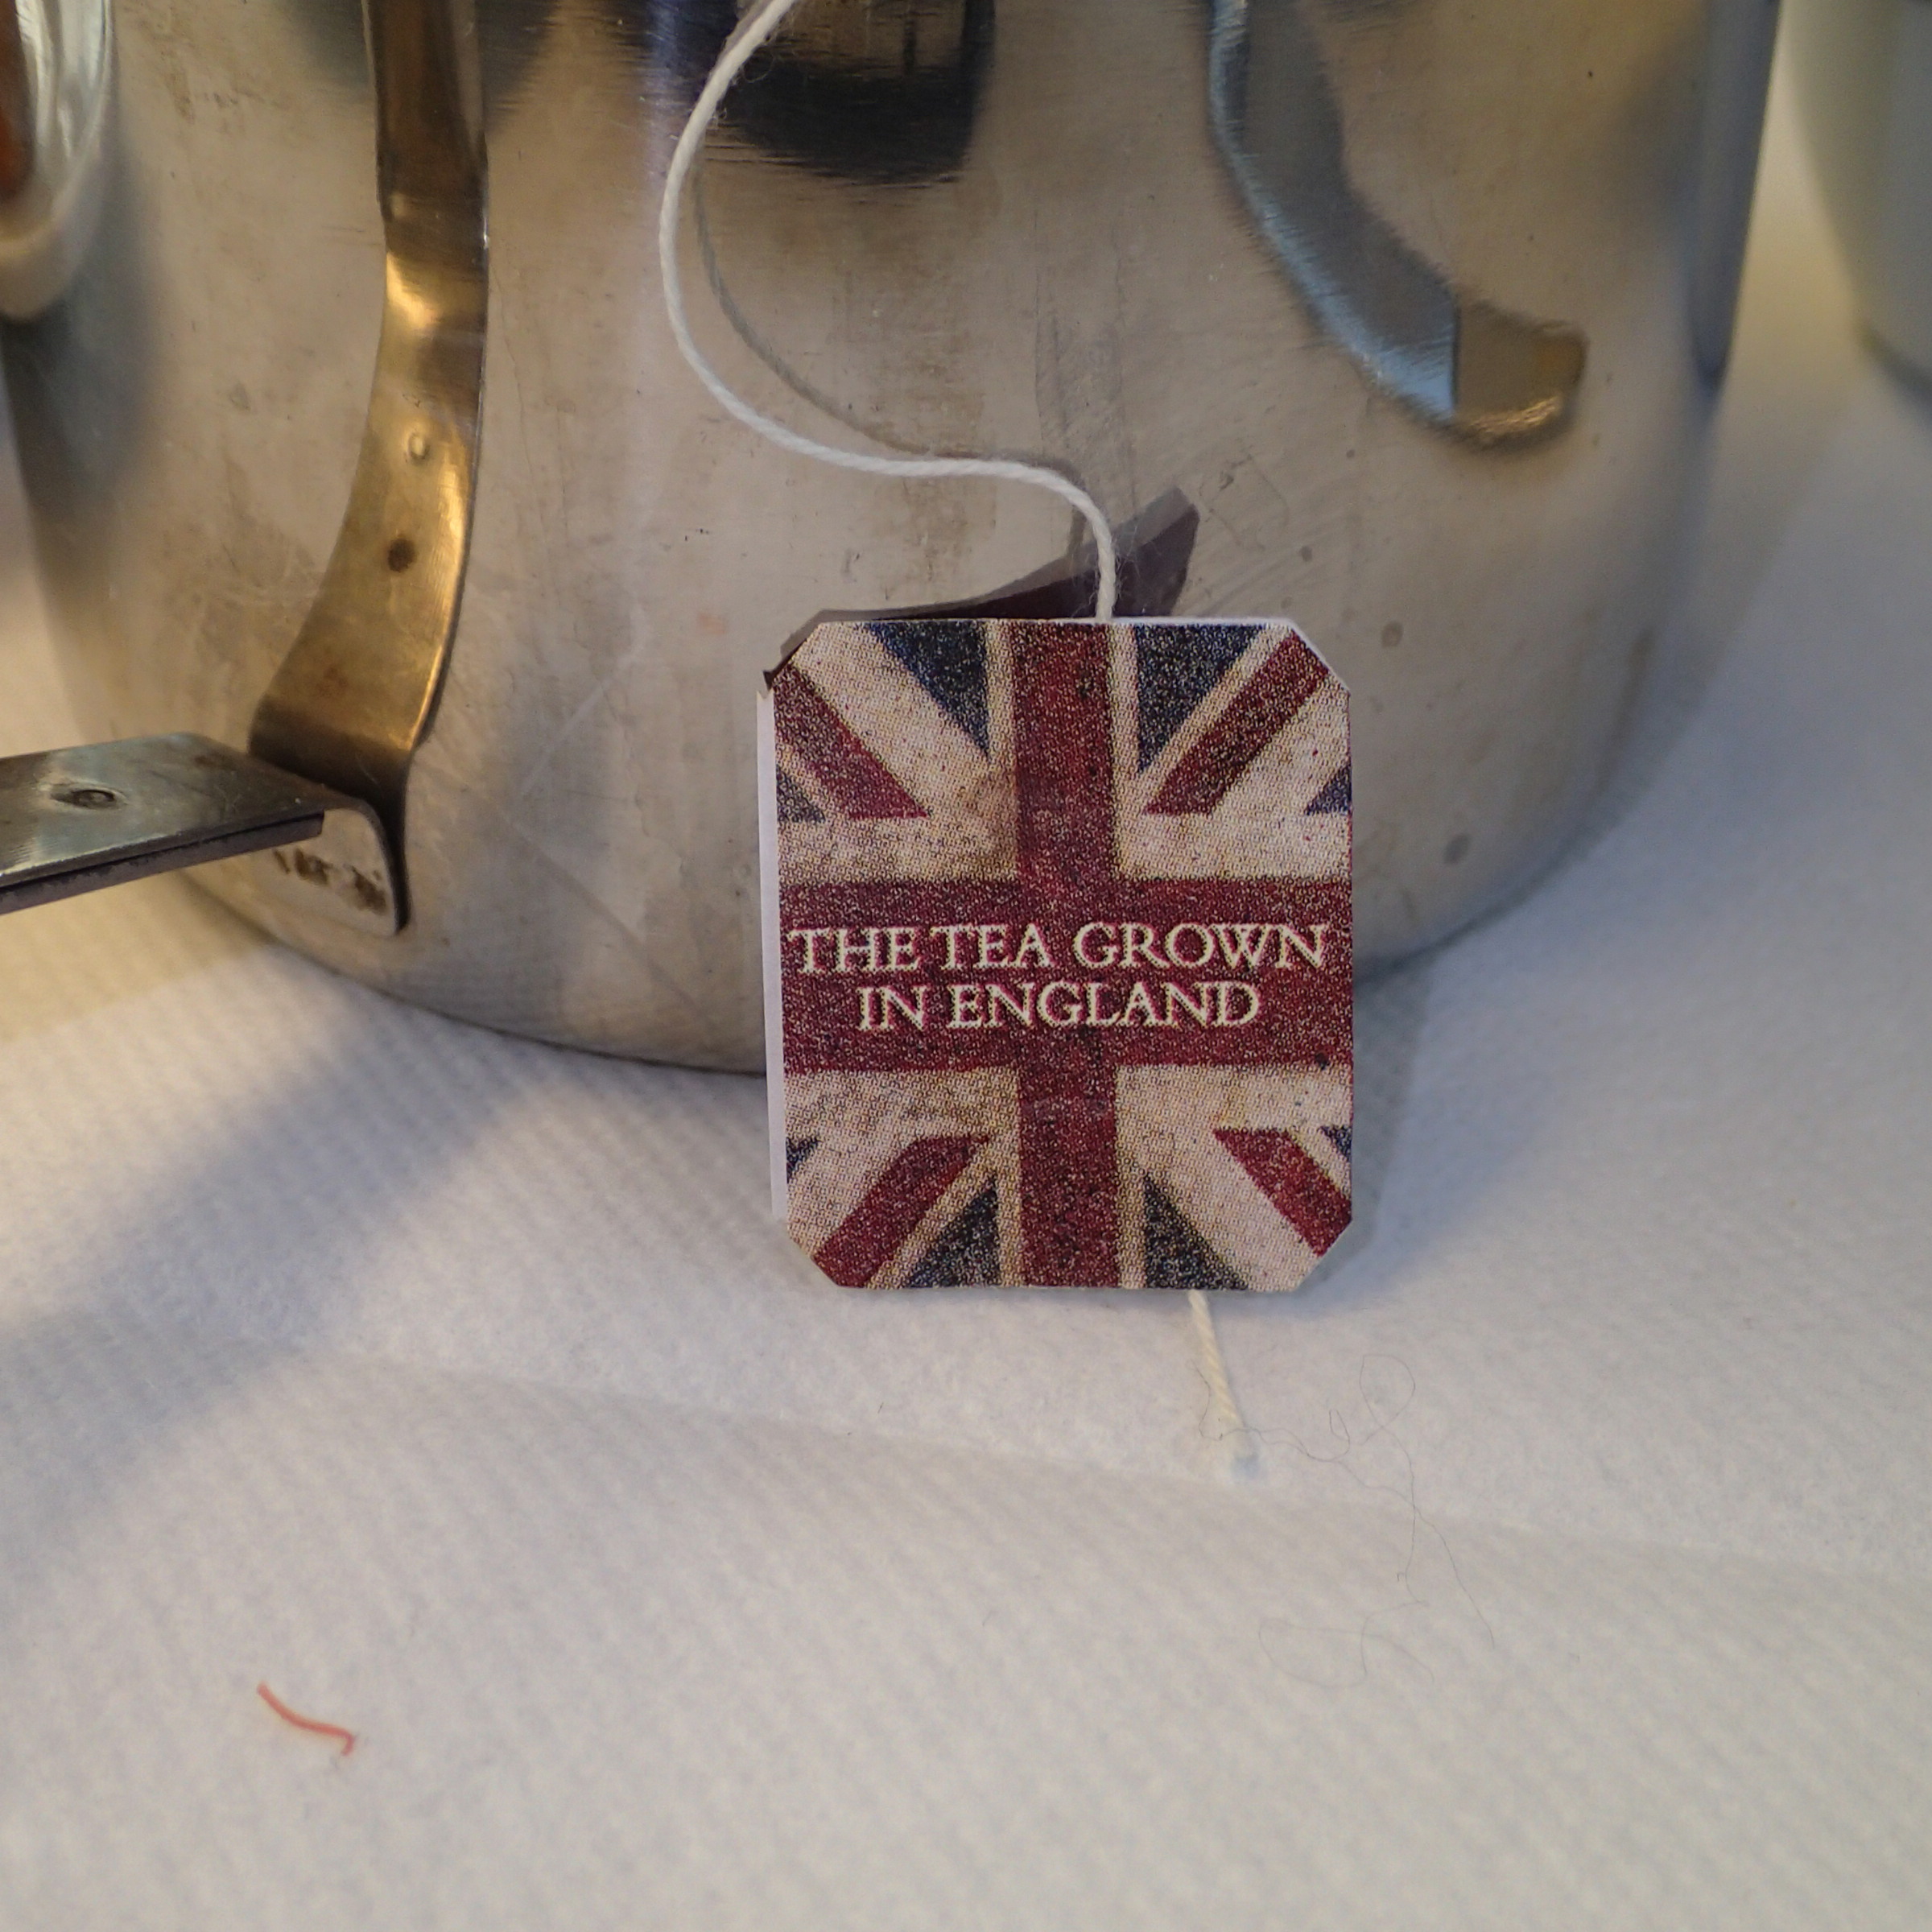 THE TEA GROWN
IN ENGLAND